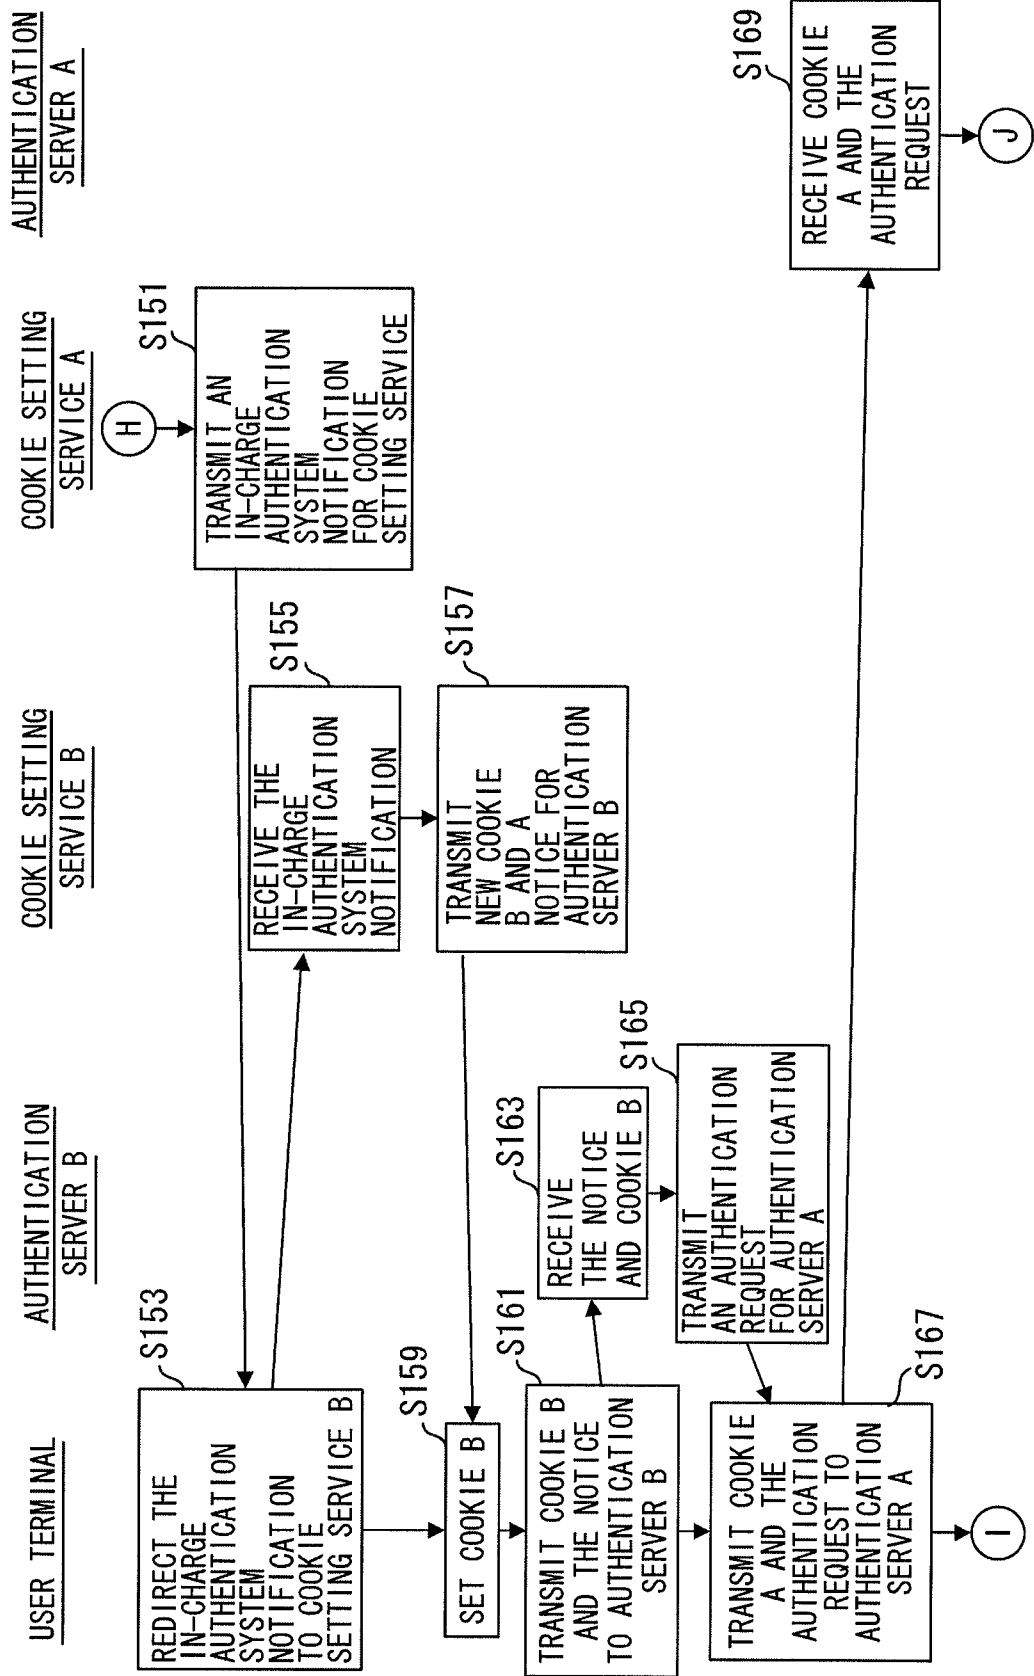 USER TERMINAL
AUTHENTICATION
SERVER B
COOKIE SETTING
SERVICE B
COOKIE SETTING
SERVICE A
AUTHENTICATION
SERVER A
H
S151
TRANSMIT AN
IN-CHARGE
AUTHENTICATION
SYSTEM
NOTIFICATION
FOR COOKIE
SETTING SERVICE
S153
REDIRECT THE
IN-CHARGE
AUTHENTICATION
SYSTEM
NOTIFICATION
TO COOKIE
SETTING SERVICE B
S155
RECEIVE THE
IN-CHARGE
AUTHENTICATION
SYSTEM
NOTIFICATION
S157
TRANSMIT
NEW COOKIE
B AND A
NOTICE FOR
AUTHENTICATION
SERVER B
S159
SET COOKIE B
S161
TRANSMIT COOKIE B
AND THE NOTICE
TO AUTHENTICATION
SERVER B
S163
RECEIVE
THE NOTICE
AND COOKIE B
S165
TRANSMIT
AN AUTHENTICATION
REQUEST
FOR AUTHENTICATION
SERVER A
S167
TRANSMIT COOKIE
A AND THE
AUTHENTICATION
REQUEST TO
AUTHENTICATION
SERVER A
I
S169
RECEIVE COOKIE
A AND THE
AUTHENTICATION
REQUEST
J